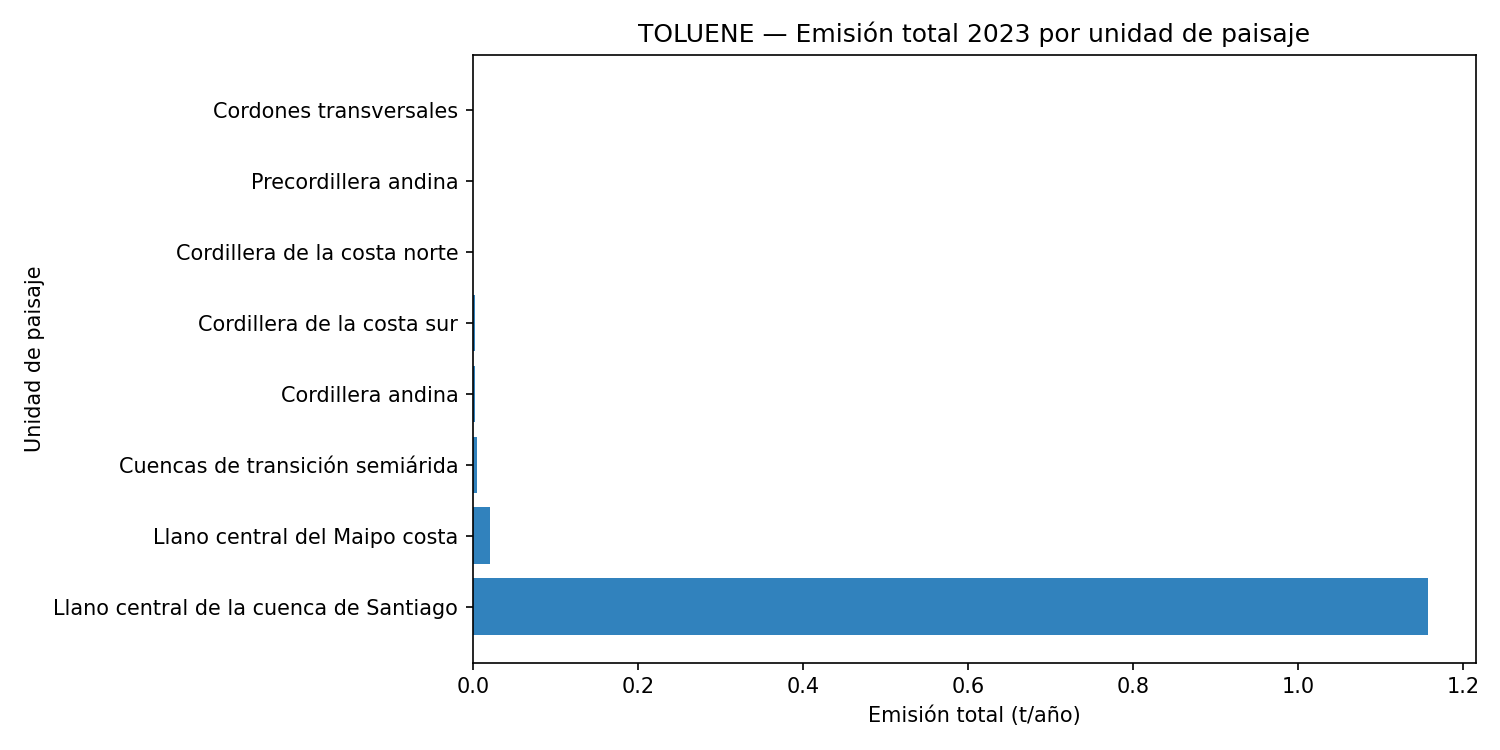 TOLUENE — Emisión total 2023 por unidad de paisaje
Unidad de paisaje
Cordones transversales
Precordillera andina
Cordillera de la costa norte
Cordillera de la costa sur
Cordillera andina
Cuencas de transición semiárida
Llano central del Maipo costa
Llano central de la cuenca de Santiago
0.0 0.2 0.4 0.6 0.8 1.0 1.2
Emisión total (t/año)